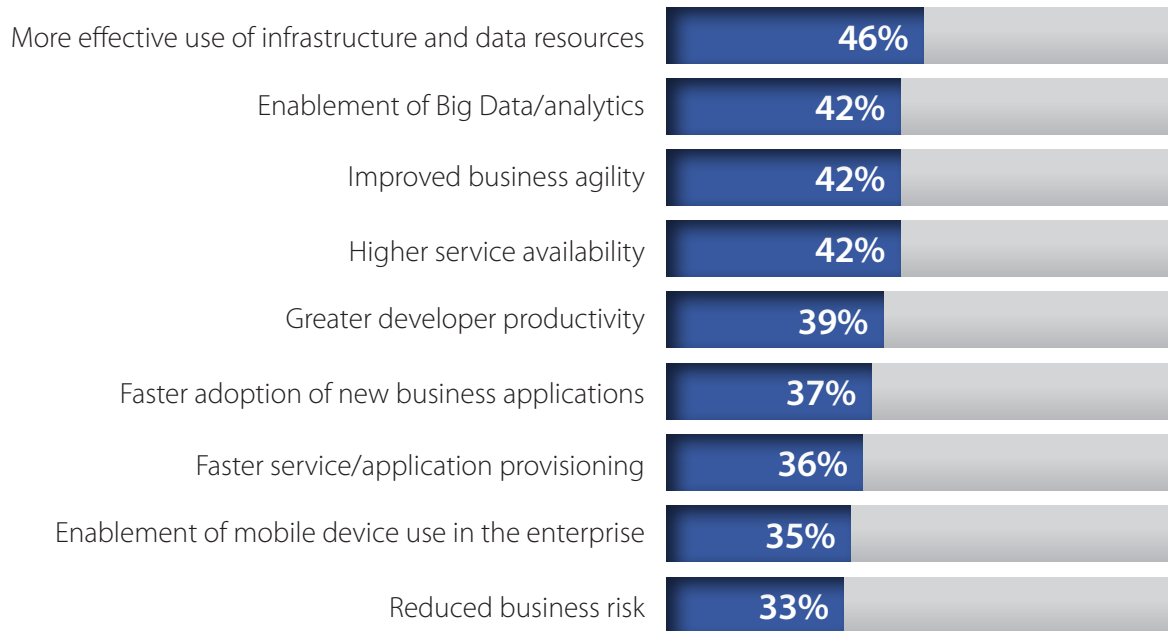 More effective use of infrastructure and data resources 46%
Enablement of Big Data/analytics 42%
Improved business agility 42%
Higher service availability 42%
Greater developer productivity 39%
Faster adoption of new business applications 37%
Faster service/application provisioning 36%
Enablement of mobile device use in the enterprise 35%
Reduced business risk 33%